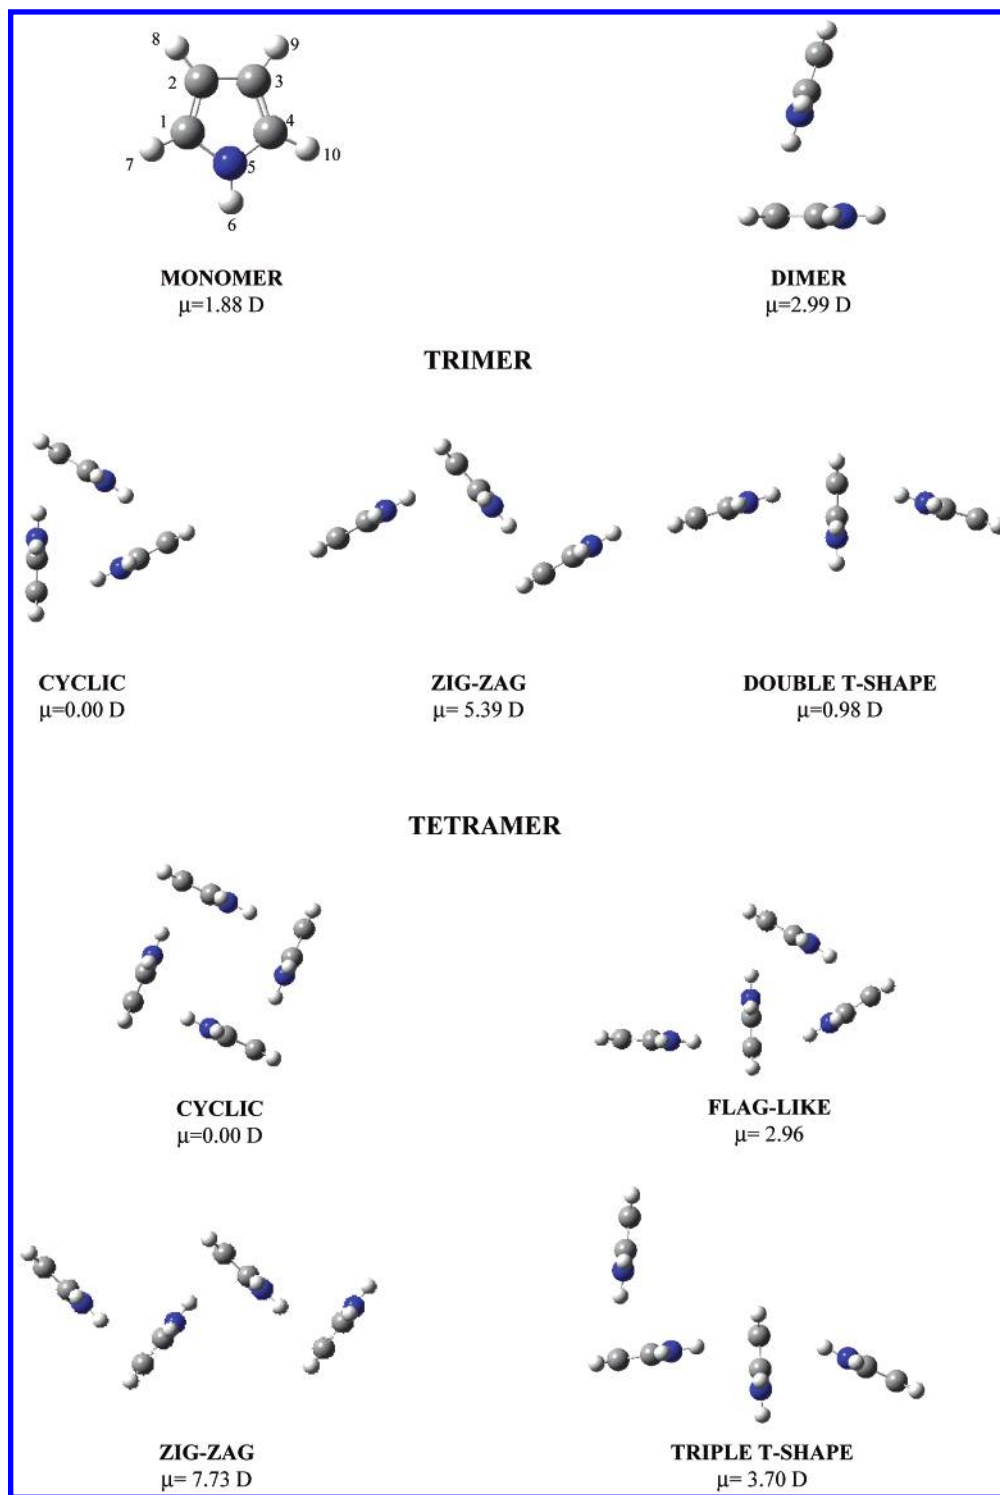 8
9
2
3
1
4
7
5
10
6
MONOMER
μ=1.88 D
DIMER
μ=2.99 D
TRIMER
CYCLIC
μ=0.00 D
ZIG-ZAG
μ= 5.39 D
DOUBLE T-SHAPE
μ=0.98 D
TETRAMER
CYCLIC
μ=0.00 D
FLAG-LIKE
μ= 2.96
ZIG-ZAG
μ= 7.73 D
TRIPLE T-SHAPE
μ= 3.70 D